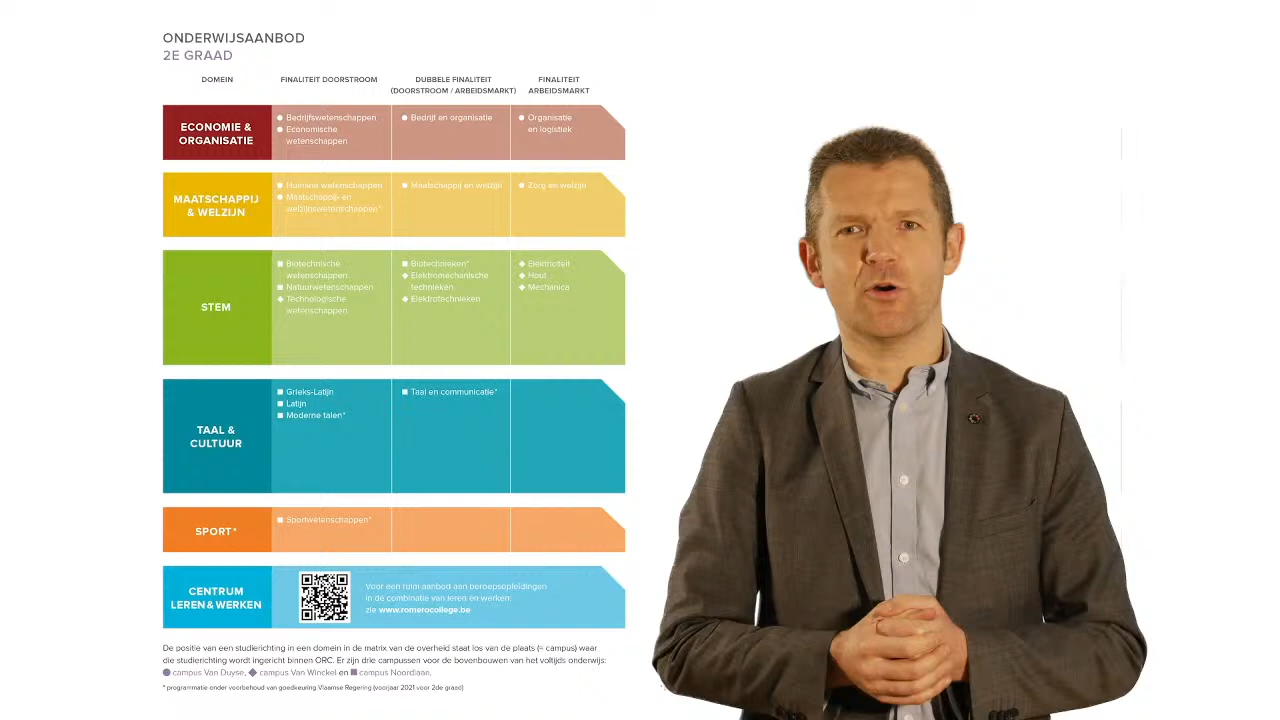 ONDERWIJSAANBOD
2E GRAAD
DOMEIN
FINALITEIT DOORSTROOM
DUBBELE FINALITEIT
(DOORSTROOM / ARBEIDSMARKT)
FINALITEIT
ARBEIDSMARKT
ECONOMIE &
ORGANISATIE
Bedrijfswetenschappen
Economische
wetenschappen
Bedrijf en organisatie
Organisatie
en logistiek
MAATSCHAPPIJ
& WELZIJN
Humane wetenschappen
Maatschappij- en
welzijnswetenschappen*
Maatschappij en welzijn
Zorg en welzijn
STEM
Biotechnische
wetenschappen
Natuurwetenschappen
Technologische
wetenschappen
Biotechnieken*
Elektromechanische
technieken
Elektrotechnieken
Elektriciteit
Hout
Mechanica
TAAL &
CULTUUR
Grieks-Latijn
Latijn
Moderne talen*
Taal en communicatie*
SPORT*
Sportwetenschappen*
CENTRUM
LEREN & WERKEN
Voor een ruim aanbod aan beroepsopleidingen
in de combinatie van leren en werken:
zie www.romerocollege.be
De positie van een studierichting in een domein in de matrix van de overheid staat los van de plaats (= campus) waar
die studierichting wordt ingericht binnen ORC. Er zijn drie campussen voor de bovenbouwen van het voltijds onderwijs:
campus Van Duyse, campus Van Winckel en campus Noordlaan.
* programmatie onder voorbehoud van goedkeuring Vlaamse Regering (voorjaar 2021 voor 2de graad)